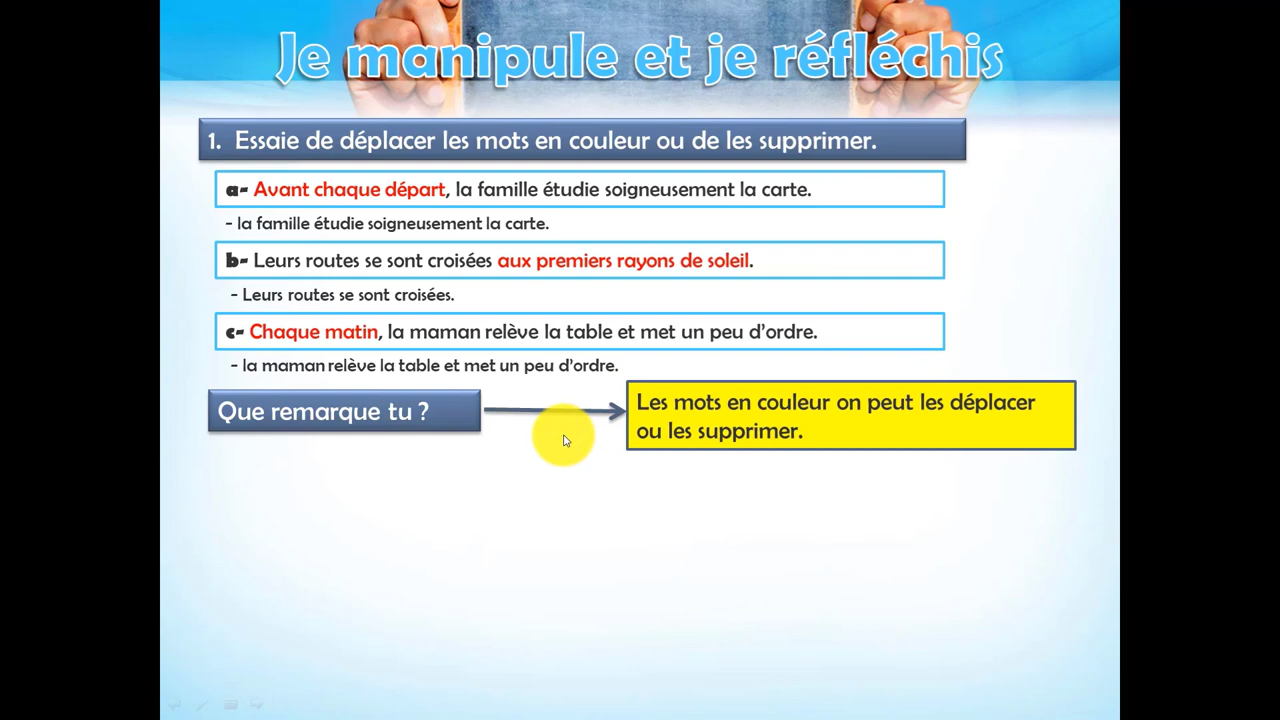 Je manipule et je réfléchis
1. Essaie de déplacer les mots en couleur ou de les supprimer.
a- Avant chaque départ, la famille étudie soigneusement la carte.
- la famille étudie soigneusement la carte.
b- Leurs routes se sont croisées aux premiers rayons de soleil.
- Leurs routes se sont croisées.
c- Chaque matin, la maman relève la table et met un peu d’ordre.
- la maman relève la table et met un peu d’ordre.
Que remarque tu ?
Les mots en couleur on peut les déplacer
ou les supprimer.